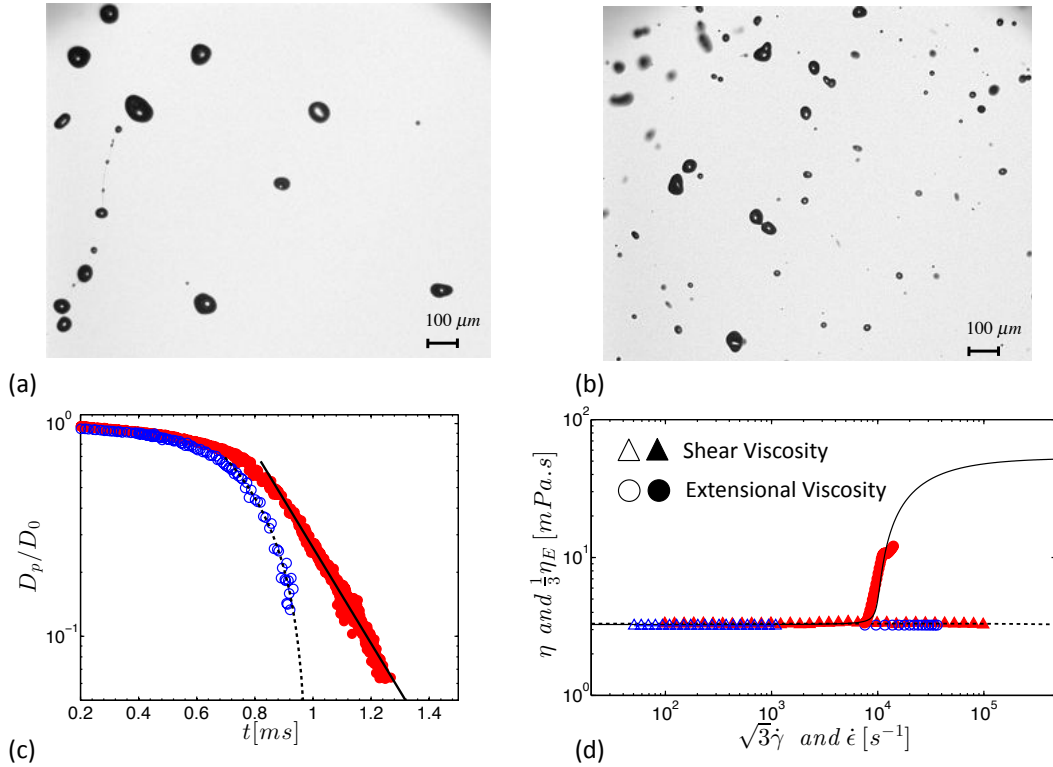 100 μm
100 μm
(a)
(b)
10^0
10^{-1}
D_p/D_0
0.2 0.4 0.6 0.8 1 1.2 1.4
t[ms]
(c)
10^2
10^1
10^0
η and \frac{1}{3}η_E [mPa.s]
Shear Viscosity
Extensional Viscosity
10^2 10^3 10^4 10^5
√3γ̇ and ϵ̇ [s^{-1}]
(d)